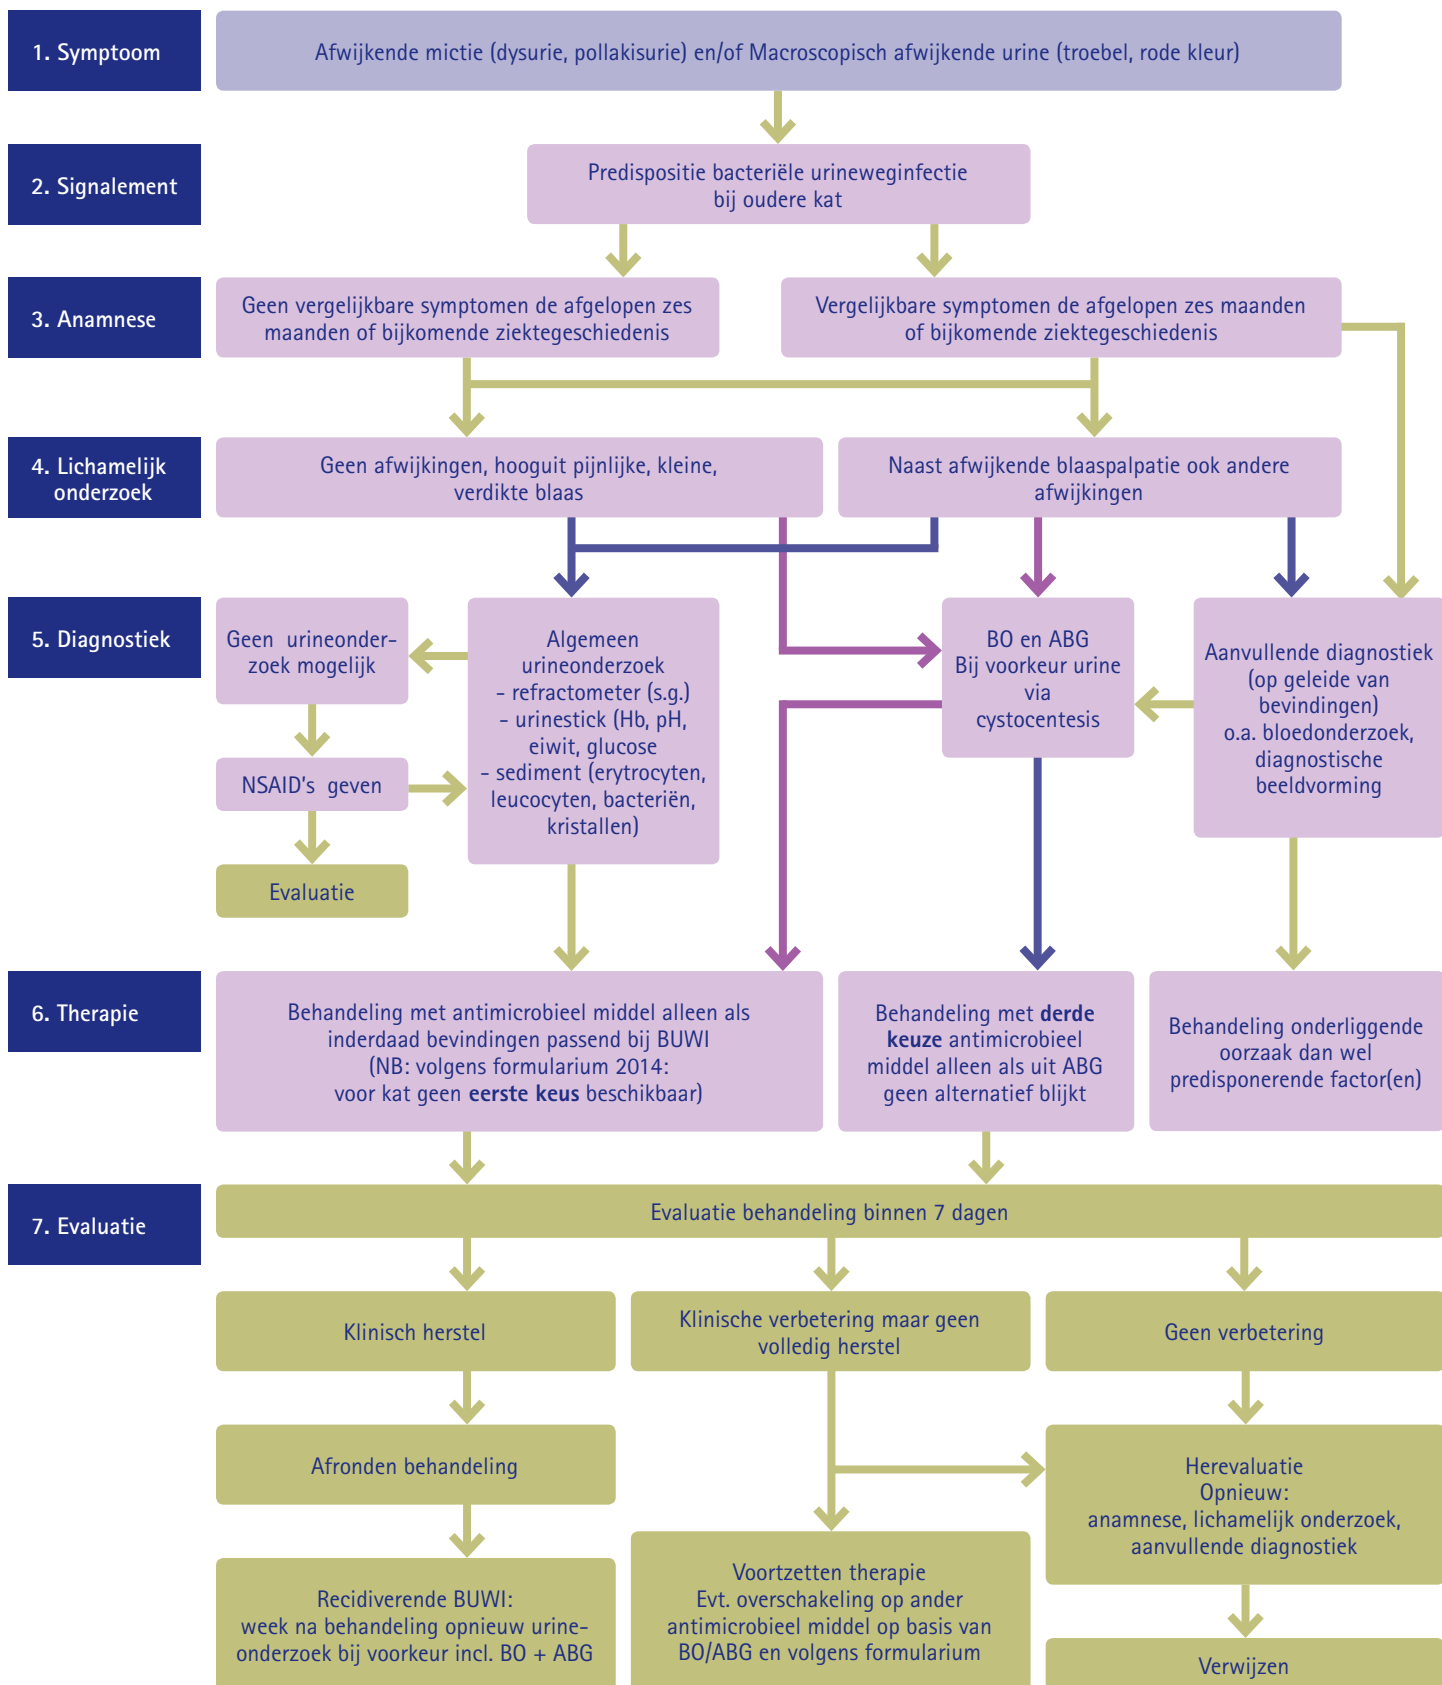 1. Symptoom
Afwijkende mictie (dysurie, pollakisurie) en/of Macroscopisch afwijkende urine (troebel, rode kleur)
2. Signalement
Predispositie bacteriële urineweginfectie
bij oudere kat
3. Anamnese
Geen vergelijkbare symptomen de afgelopen zes
maanden of bijkomende ziektegeschiedenis
Vergelijkbare symptomen de afgelopen zes maanden
of bijkomende ziektegeschiedenis
4. Lichamelijk
onderzoek
Geen afwijkingen, hooguit pijnlijke, kleine,
verdikte blaas
Naast afwijkende blaaspalpatie ook andere
afwijkingen
5. Diagnostiek
Geen urineonder-
zoek mogelijk
NSAID's geven
Evaluatie
Algemeen
urineonderzoek
- refractometer (s.g.)
- urinestick (Hb, pH,
eiwit, glucose
- sediment (erytrocyten,
leucocyten, bacteriën,
kristallen)
BO en ABG
Bij voorkeur urine
via
cystocentesis
Aanvullende diagnostiek
(op geleide van
bevindingen)
o.a. bloedonderzoek,
diagnostische
beeldvorming
6. Therapie
Behandeling met antimicrobieel middel alleen als
inderdaad bevindingen passend bij BUWI
(NB: volgens formularium 2014:
voor kat geen eerste keus beschikbaar)
Behandeling met derde
keuze antimicrobieel
middel alleen als uit ABG
geen alternatief blijkt
Behandeling onderliggende
oorzaak dan wel
predisponerende factor(en)
7. Evaluatie
Evaluatie behandeling binnen 7 dagen
Klinisch herstel
Klinische verbetering maar geen
volledig herstel
Geen verbetering
Afronden behandeling
Herevaluatie
Opnieuw:
anamnese, lichamelijk onderzoek,
aanvullende diagnostiek
Recidiverende BUWI:
week na behandeling opnieuw urine-
onderzoek bij voorkeur incl. BO + ABG
Voortzetten therapie
Evt. overschakeling op ander
antimicrobieel middel op basis van
BO/ABG en volgens formularium
Verwijzen